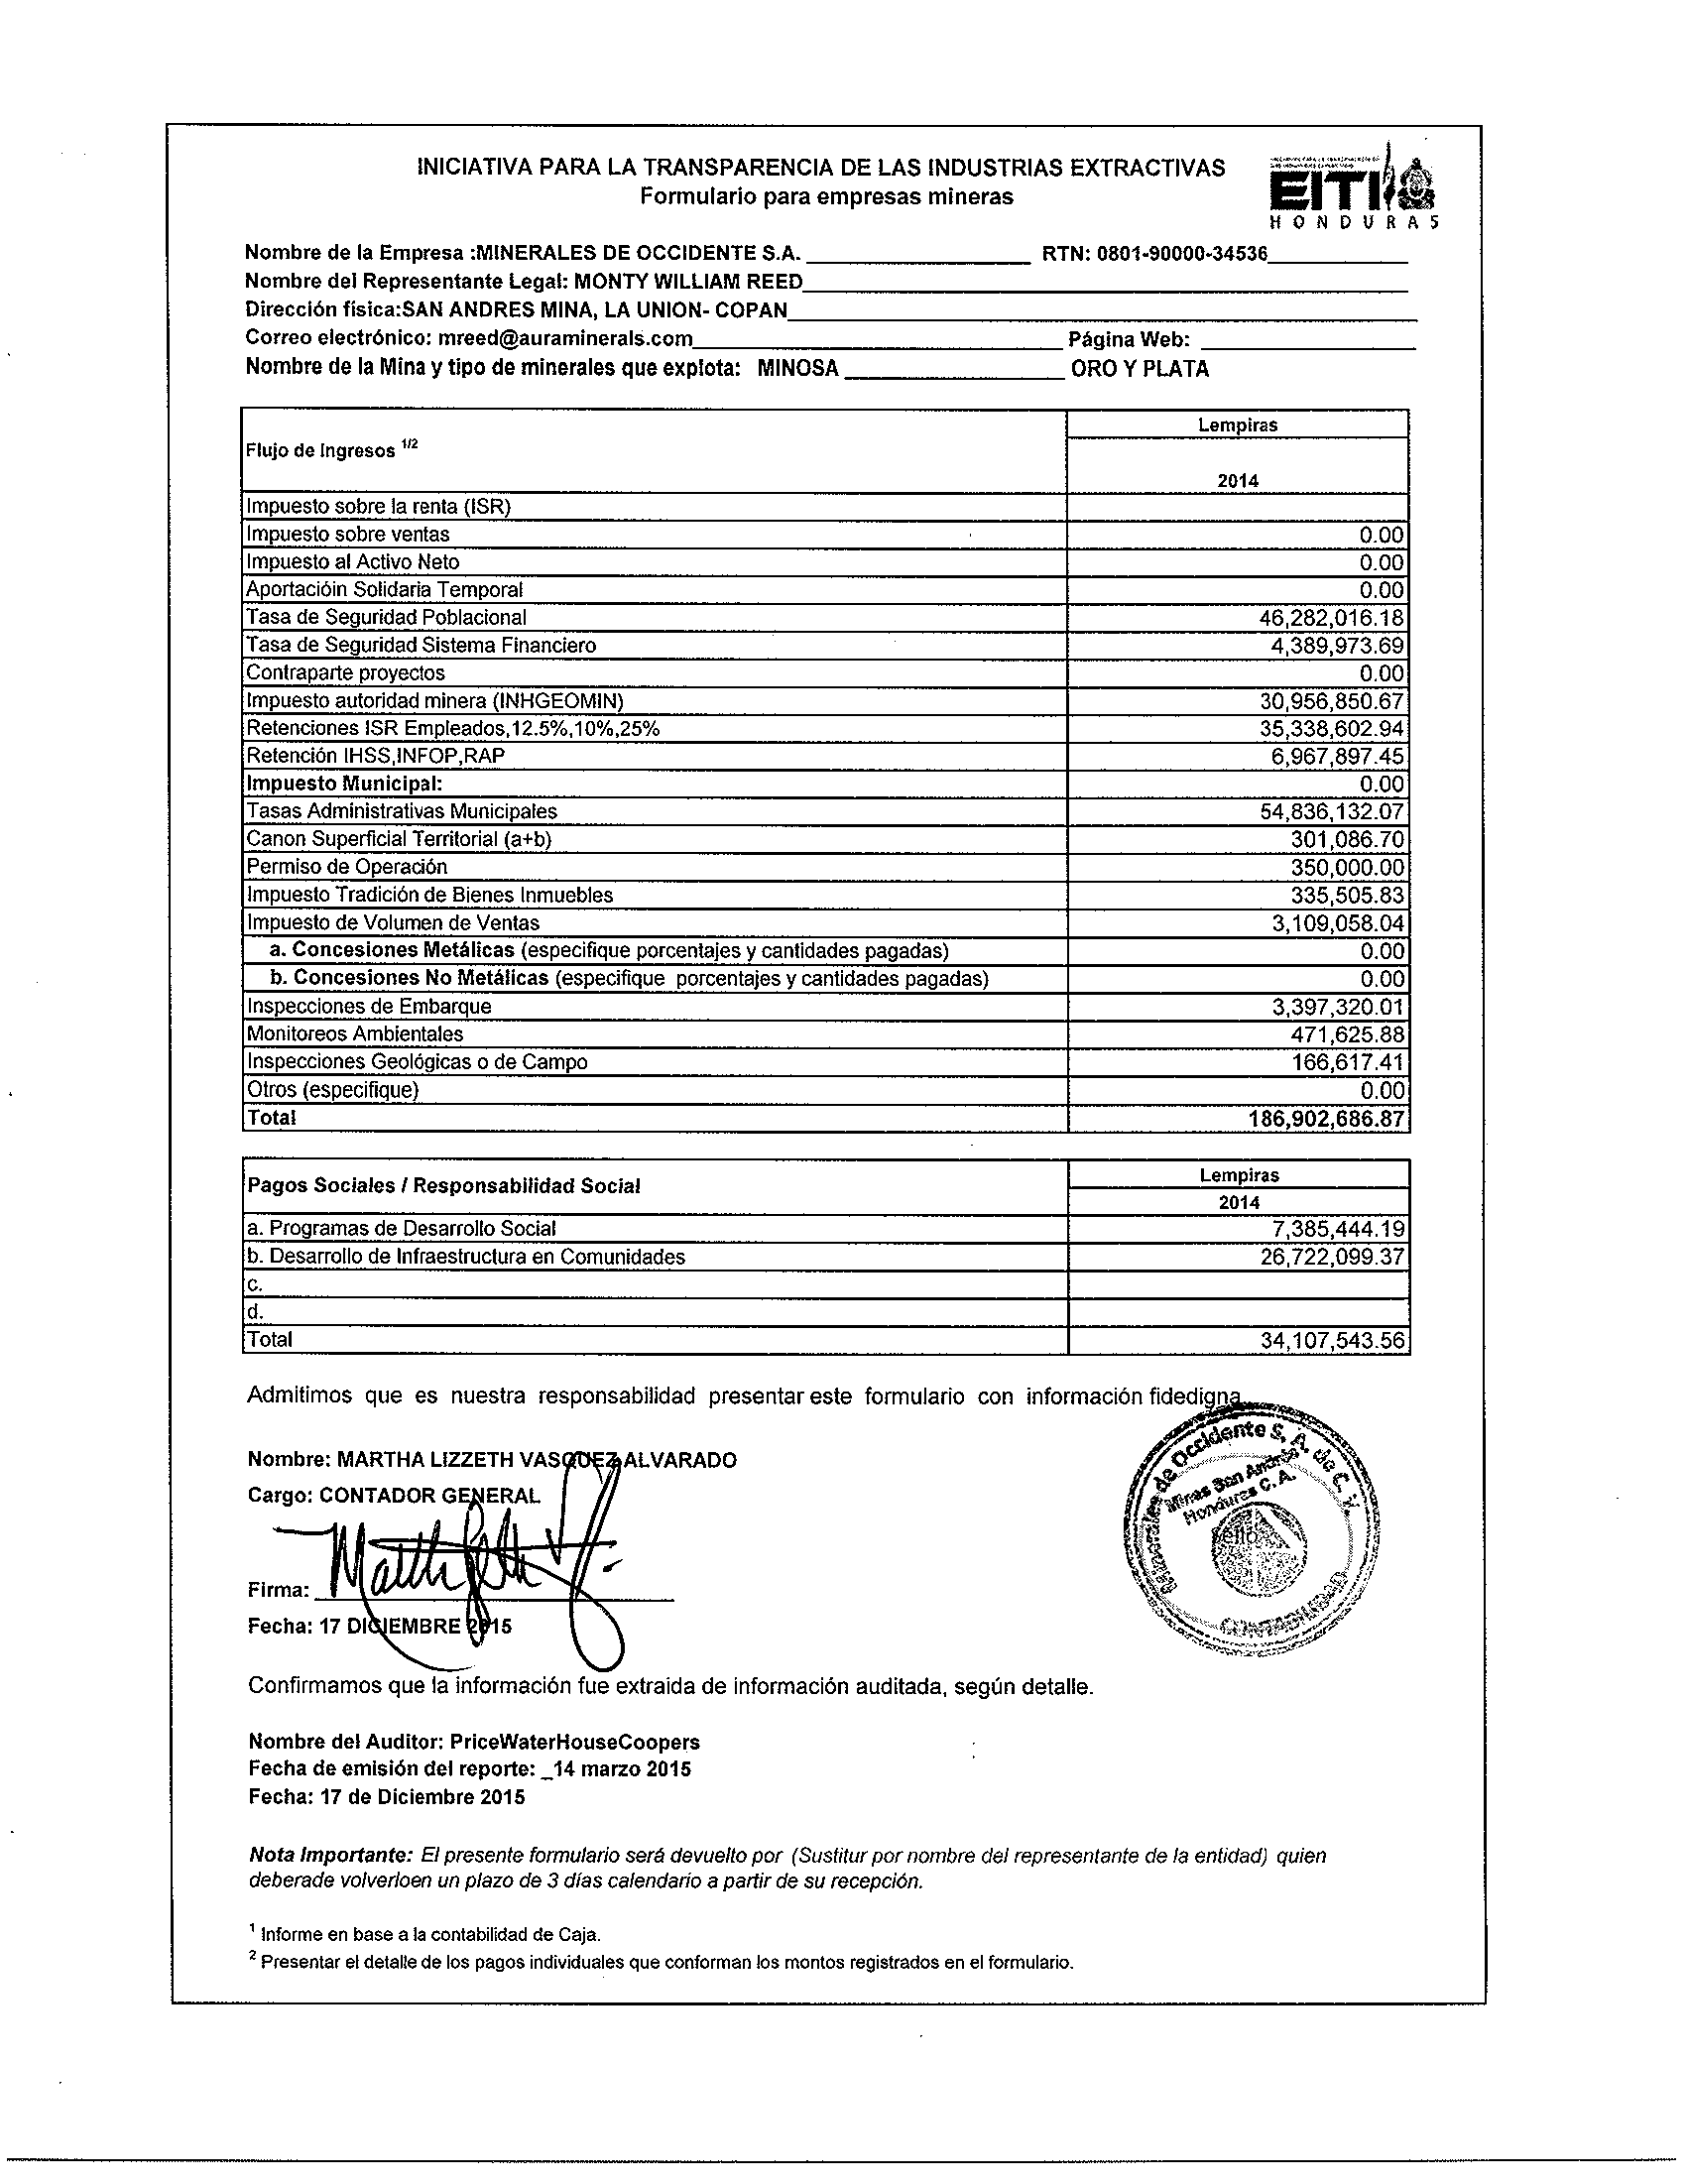 INICIATIVA PARA LA TRANSPARENCIA DE LAS INDUSTRIAS EXTRACTIVAS
Formulario para empresas mineras
EITI
HONDURAS
Nombre de la Empresa :MINERALES DE OCCIDENTE S.A. RTN: 0801-90000-34536
Nombre del Representante Legal: MONTY WILLIAM REED
Dirección física:SAN ANDRES MINA, LA UNION- COPAN
Correo electrónico: mreed@auraminerals.com Página Web:
Nombre de la Mina y tipo de minerales que explota: MINOSA ORO Y PLATA
Lempiras
Flujo de Ingresos 1/2
2014
Impuesto sobre la renta (ISR)
Impuesto sobre ventas 0.00
Impuesto al Activo Neto 0.00
Aportacióin Solidaria Temporal 0.00
Tasa de Seguridad Poblacional 46,282,016.18
Tasa de Seguridad Sistema Financiero 4,389,973.69
Contraparte proyectos 0.00
Impuesto autoridad minera (INHGEOMIN) 30,956,850.67
Retenciones ISR Empleados,12.5%,10%,25% 35,338,602.94
Retención IHSS,INFOP,RAP 6,967,897.45
Impuesto Municipal: 0.00
Tasas Administrativas Municipales 54,836,132.07
Canon Superficial Territorial (a+b) 301,086.70
Permiso de Operación 350,000.00
Impuesto Tradición de Bienes Inmuebles 335,505.83
Impuesto de Volumen de Ventas 3,109,058.04
a. Concesiones Metálicas (especifique porcentajes y cantidades pagadas) 0.00
b. Concesiones No Metálicas (especifique porcentajes y cantidades pagadas) 0.00
Inspecciones de Embarque 3,397,320.01
Monitoreos Ambientales 471,625.88
Inspecciones Geológicas o de Campo 166,617.41
Otros (especifique) 0.00
Total 186,902,686.87
Pagos Sociales / Responsabilidad Social Lempiras
2014
a. Programas de Desarrollo Social 7,385,444.19
b. Desarrollo de Infraestructura en Comunidades 26,722,099.37
c.
d.
Total 34,107,543.56
Admitimos que es nuestra responsabilidad presentar este formulario con información fidedigna
Nombre: MARTHA LIZZETH VASQUEZ ALVARADO
Cargo: CONTADOR GENERAL
Minerales de Occidente S. A. de C. V.
Minas San Andrés
Honduras C. A.
Sello
CONTABILIDAD
Firma:
Fecha: 17 DICIEMBRE 2015
Confirmamos que la información fue extraida de información auditada, según detalle.
Nombre del Auditor: PriceWaterHouseCoopers
Fecha de emisión del reporte: _14 marzo 2015
Fecha: 17 de Diciembre 2015
Nota Importante: El presente formulario será devuelto por (Sustitur por nombre del representante de la entidad) quien
deberade volverloen un plazo de 3 días calendario a partir de su recepción.
1 Informe en base a la contabilidad de Caja.
2 Presentar el detalle de los pagos individuales que conforman los montos registrados en el formulario.